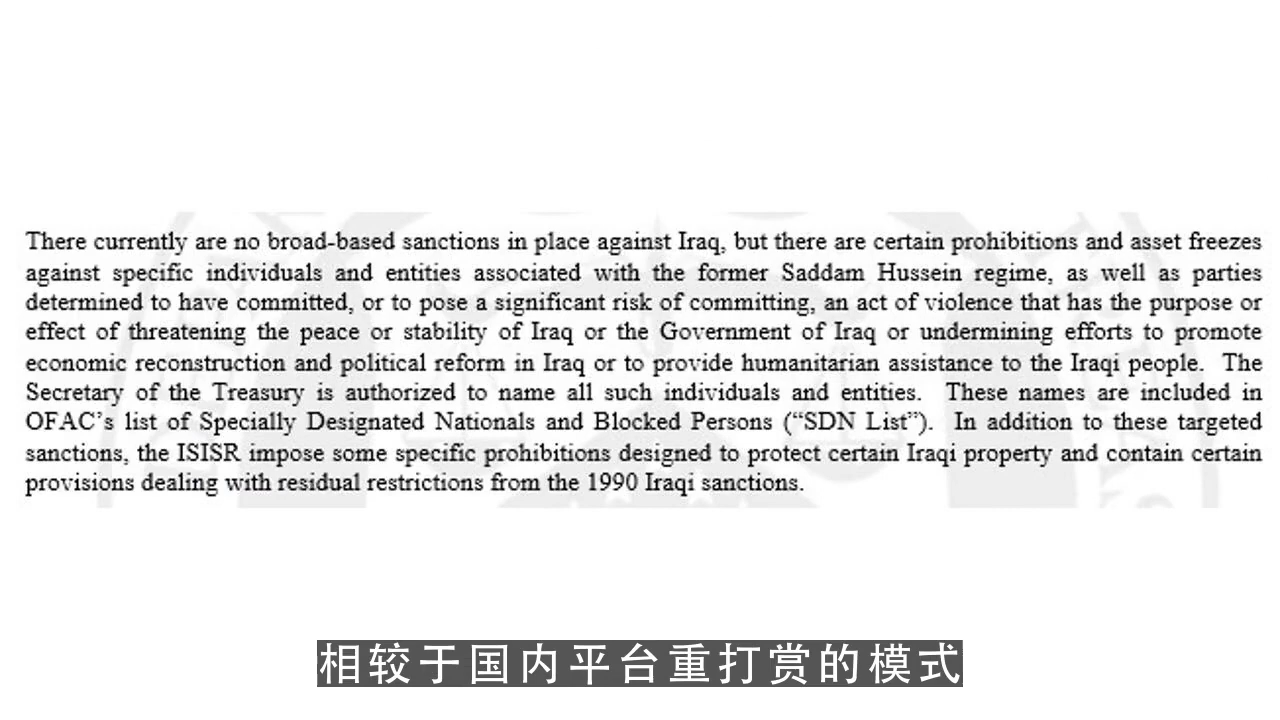 There currently are no broad-based sanctions in place against Iraq, but there are certain prohibitions and asset freezes
against specific individuals and entities associated with the former Saddam Hussein regime, as well as parties
determined to have committed, or to pose a significant risk of committing, an act of violence that has the purpose or
effect of threatening the peace or stability of Iraq or the Government of Iraq or undermining efforts to promote
economic reconstruction and political reform in Iraq or to provide humanitarian assistance to the Iraqi people. The
Secretary of the Treasury is authorized to name all such individuals and entities. These names are included in
OFAC’s list of Specially Designated Nationals and Blocked Persons (“SDN List”). In addition to these targeted
sanctions, the ISISR impose some specific prohibitions designed to protect certain Iraqi property and contain certain
provisions dealing with residual restrictions from the 1990 Iraqi sanctions.
相较于国内平台重打赏的模式